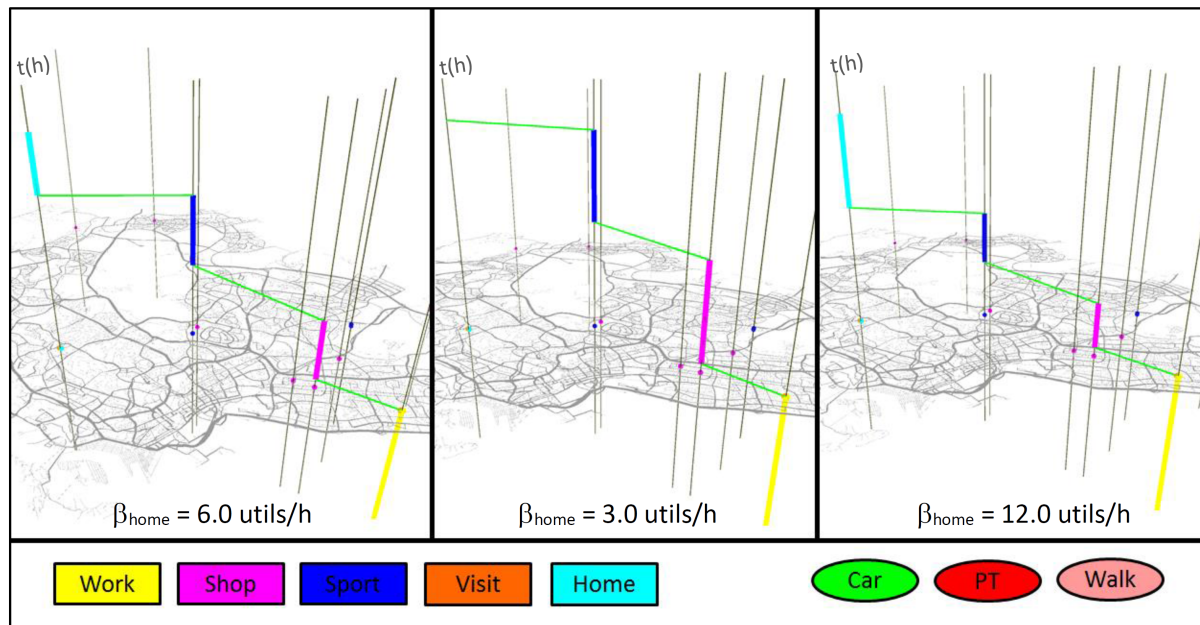 t(h)
t(h)
t(h)
βhome = 6.0 utils/h
βhome = 3.0 utils/h
βhome = 12.0 utils/h
Work
Shop
Sport
Visit
Home
Car
PT
Walk